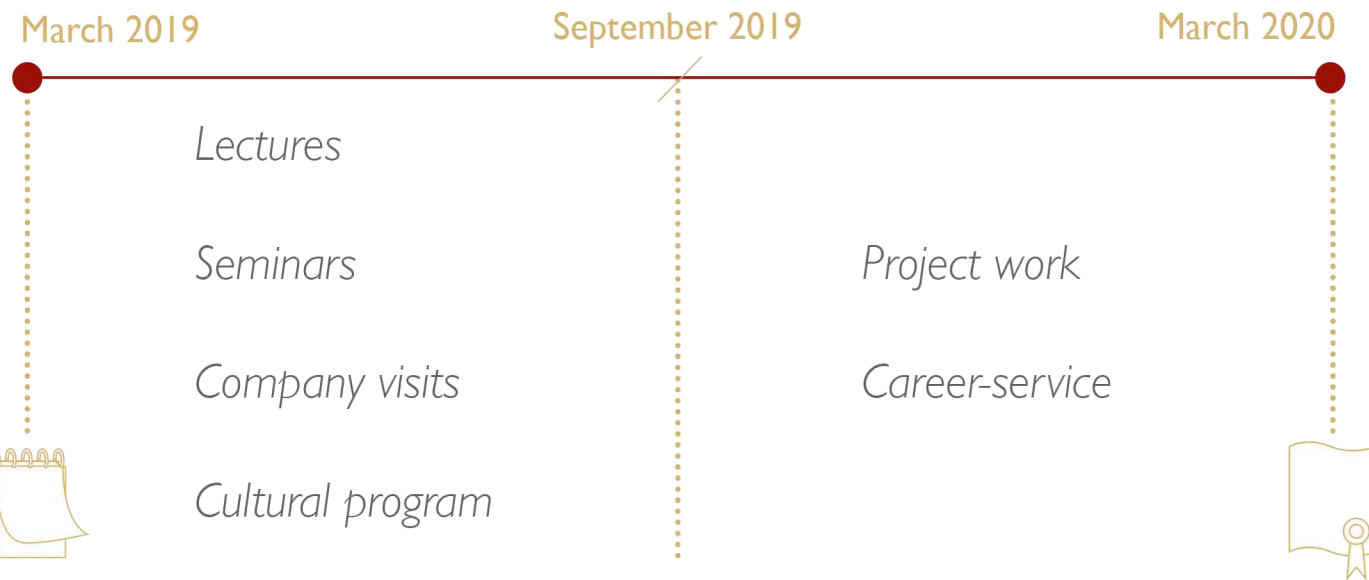 March 2019
September 2019
March 2020
Lectures
Seminars
Company visits
Cultural program
Project work
Career-service